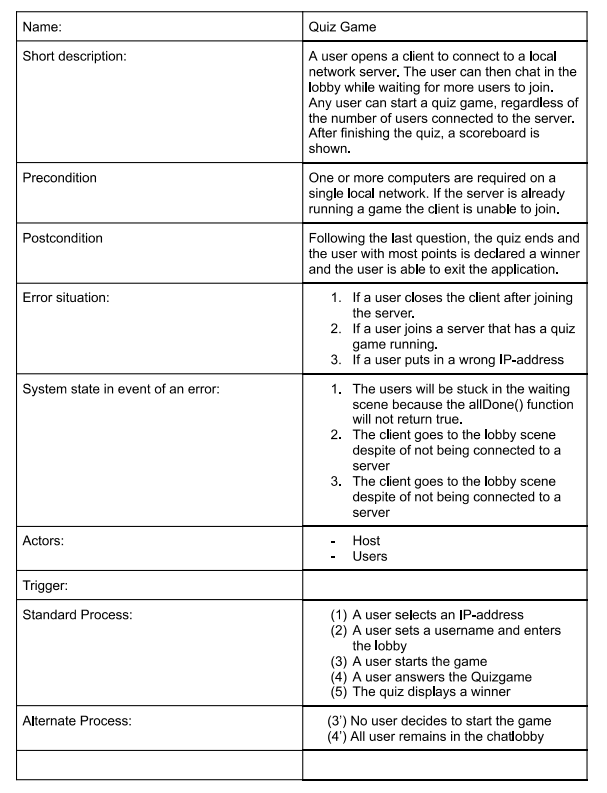 Name:
Quiz Game
Short description:
A user opens a client to connect to a local
network server. The user can then chat in the
lobby while waiting for more users to join.
Any user can start a quiz game, regardless of
the number of users connected to the server.
After finishing the quiz, a scoreboard is
shown.
Precondition
One or more computers are required on a
single local network. If the server is already
running a game the client is unable to join.
Postcondition
Following the last question, the quiz ends and
the user with most points is declared a winner
and the user is able to exit the application.
Error situation:
1. If a user closes the client after joining
the server.
2. If a user joins a server that has a quiz
game running.
3. If a user puts in a wrong IP-address
System state in event of an error:
1. The users will be stuck in the waiting
scene because the allDone() function
will not return true.
2. The client goes to the lobby scene
despite of not being connected to a
server
3. The client goes to the lobby scene
despite of not being connected to a
server
Actors:
- Host
- Users
Trigger:
Standard Process:
(1) A user selects an IP-address
(2) A user sets a username and enters
the lobby
(3) A user starts the game
(4) A user answers the Quizgame
(5) The quiz displays a winner
Alternate Process:
(3') No user decides to start the game
(4') All user remains in the chatlobby